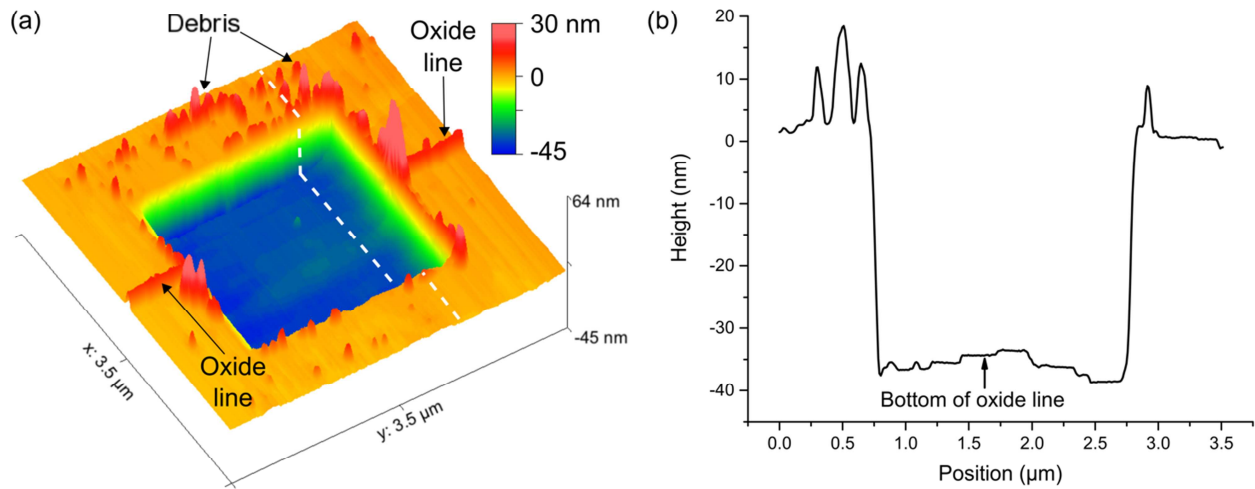 (a)
Debris
Oxide
line
30 nm
0
-45
64 nm
-45 nm
Oxide
line
x: 3.5 µm
y: 3.5 µm
(b)
Height (nm)
20
10
0
-10
-20
-30
-40
Bottom of oxide line
0.0 0.5 1.0 1.5 2.0 2.5 3.0 3.5
Position (µm)